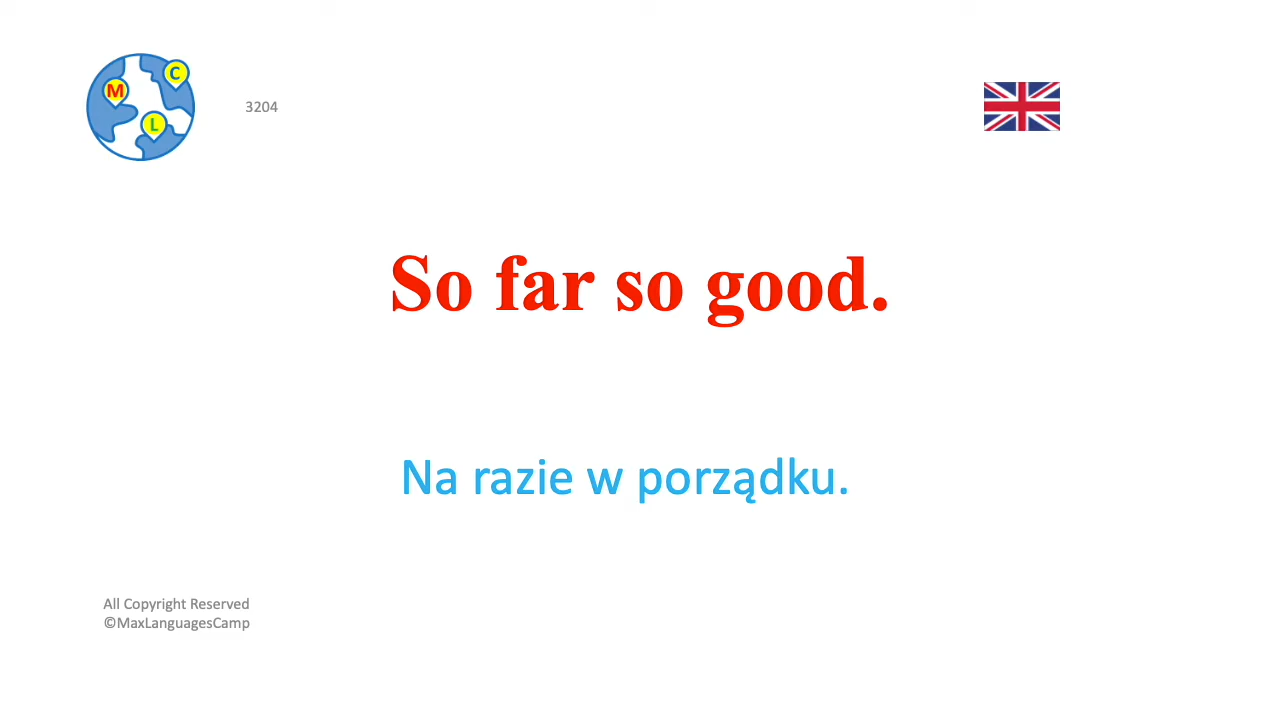 C
M
L
3204
So far so good.
Na razie w porządku.
All Copyright Reserved
©MaxLanguagesCamp